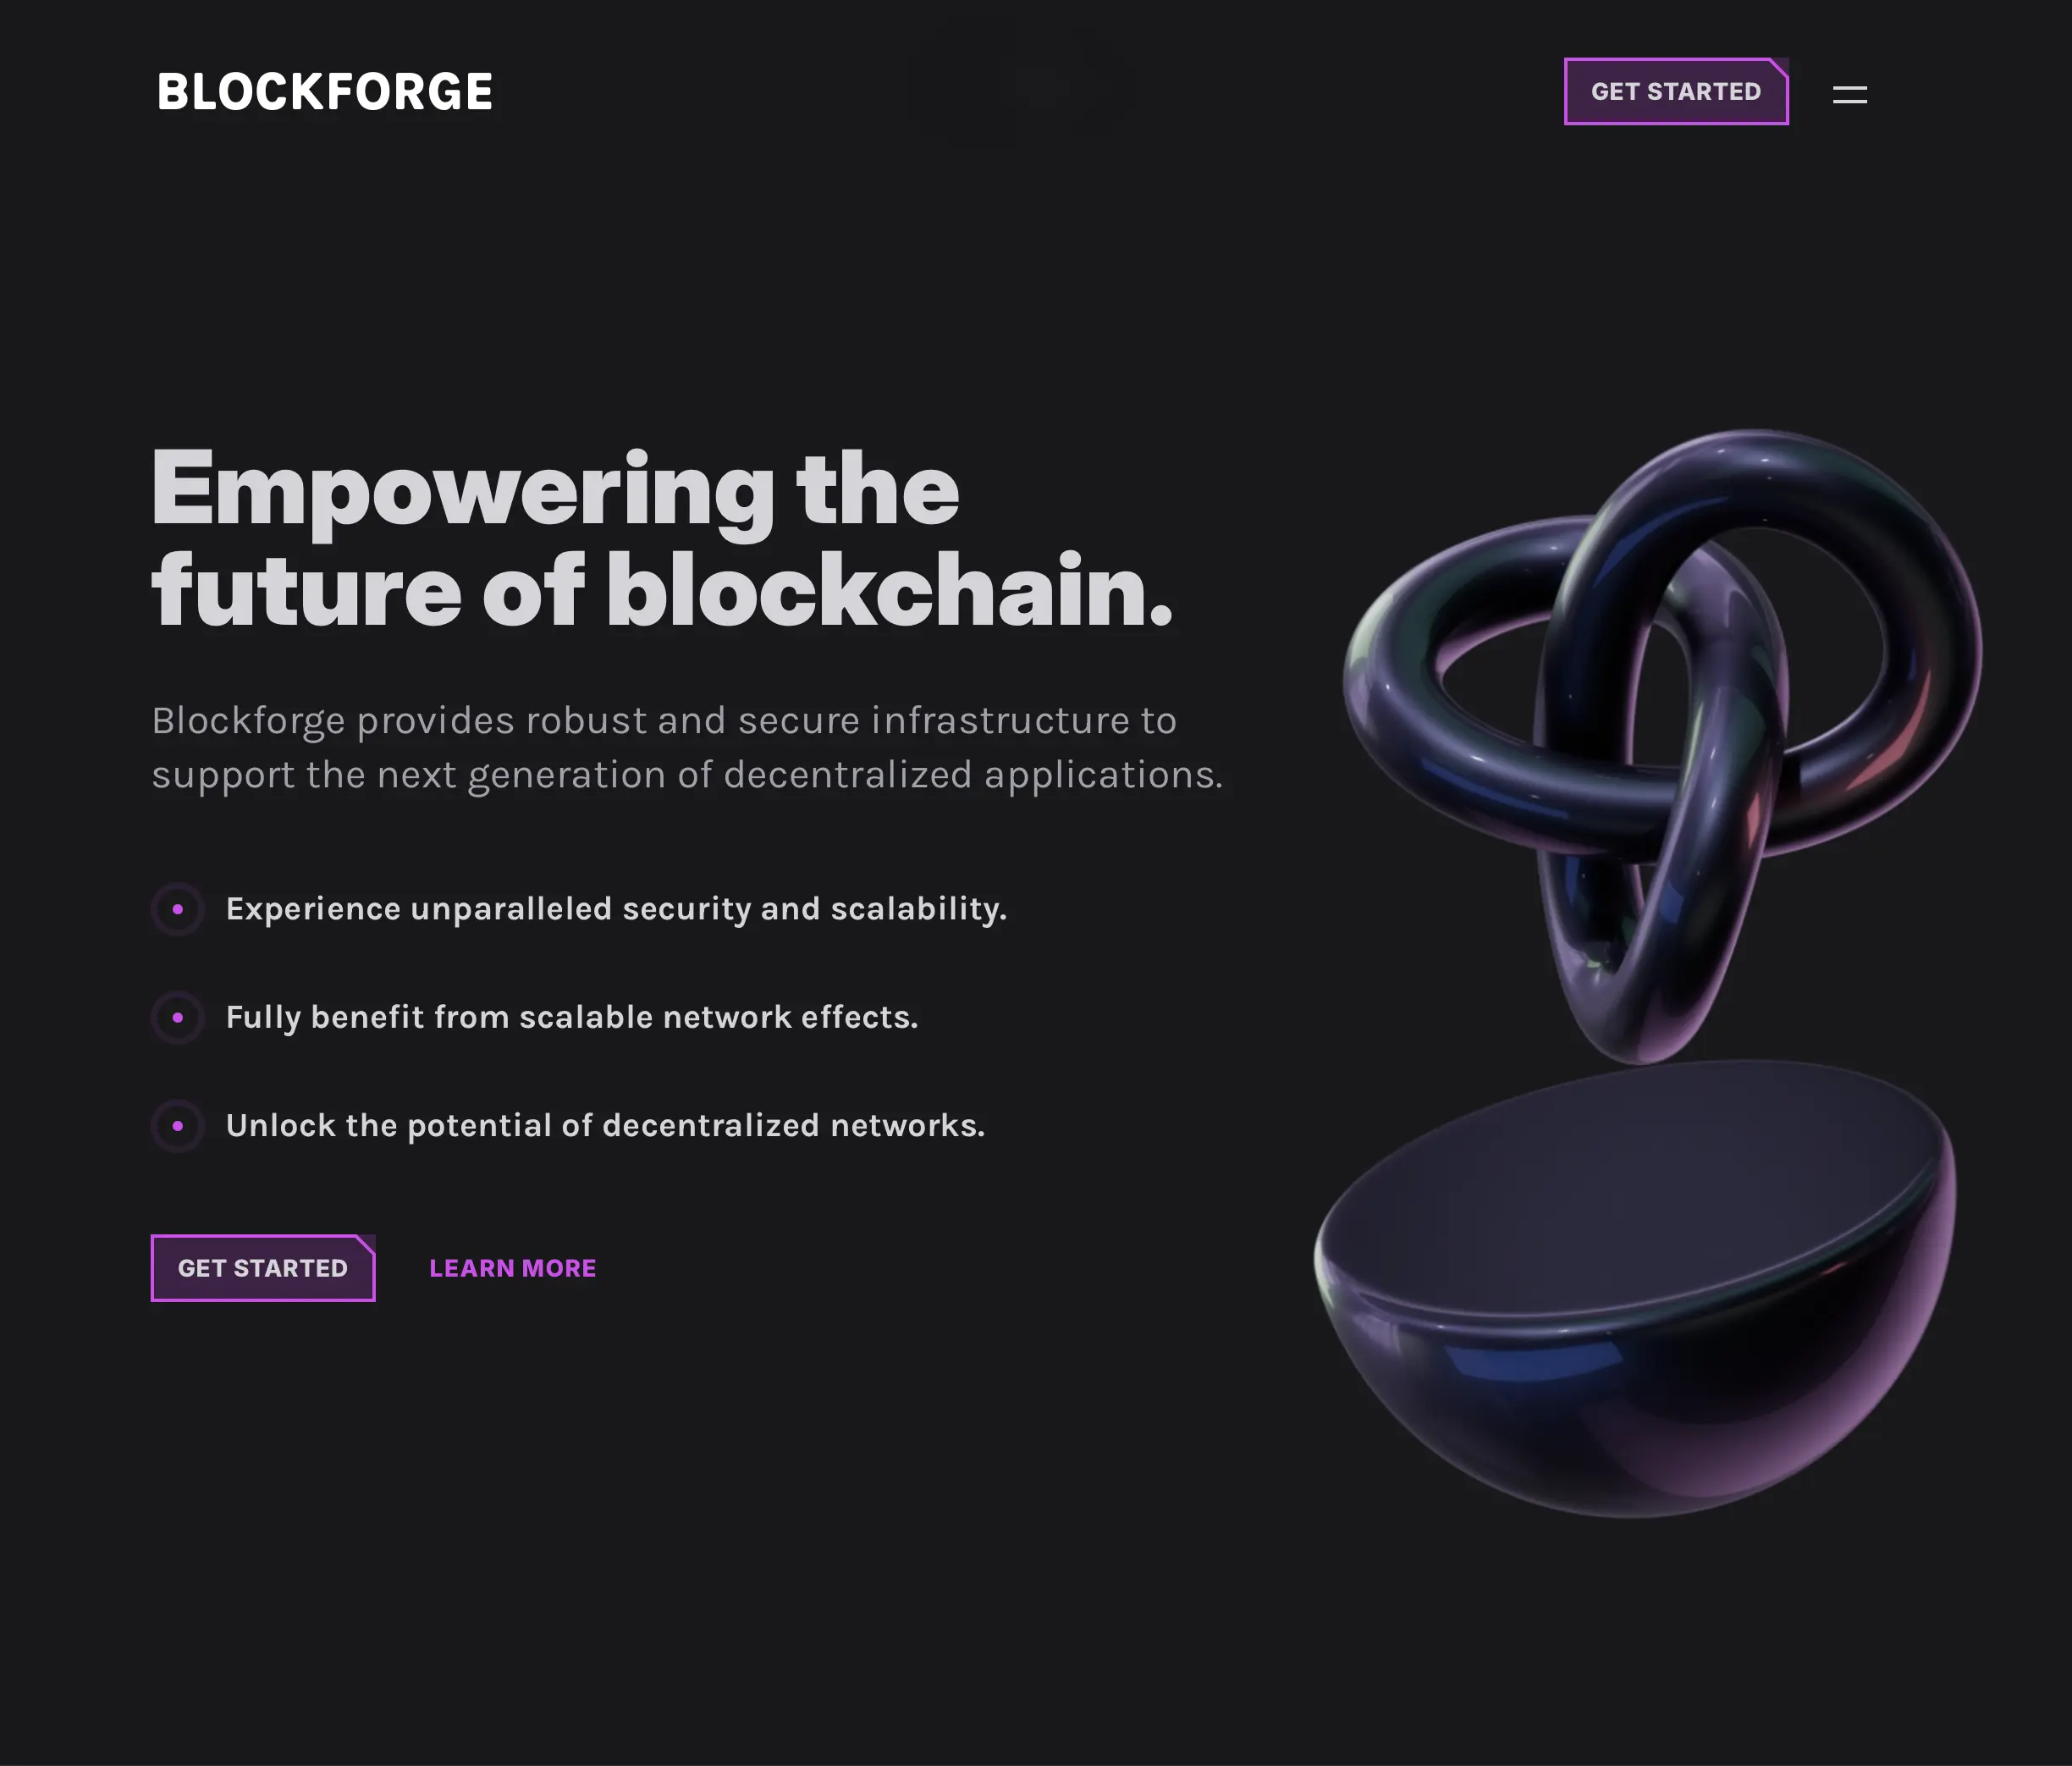 BLOCKFORGE
GET STARTED
Empowering the
future of blockchain.
Blockforge provides robust and secure infrastructure to
support the next generation of decentralized applications.
Experience unparalleled security and scalability.
Fully benefit from scalable network effects.
Unlock the potential of decentralized networks.
GET STARTED
LEARN MORE